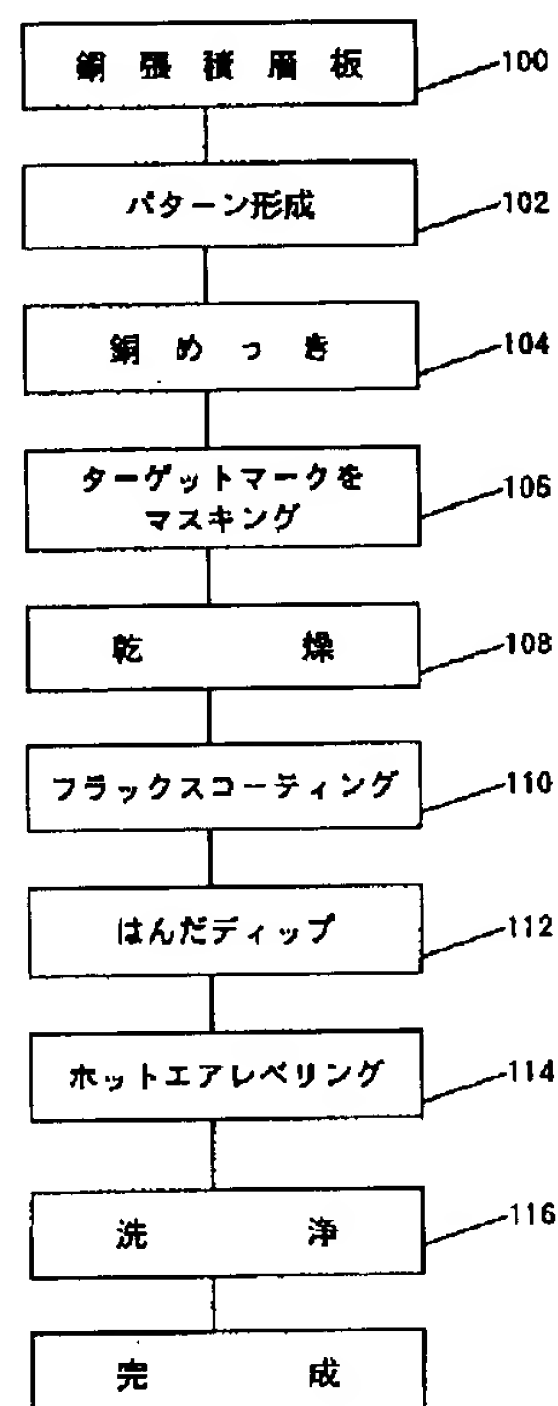 銅張積層板
100
パターン形成
102
銅めっき
104
ターゲットマークを
マスキング
106
乾燥
108
フラックスコーティング
110
はんだディップ
112
ホットエアレベリング
114
洗浄
116
完成